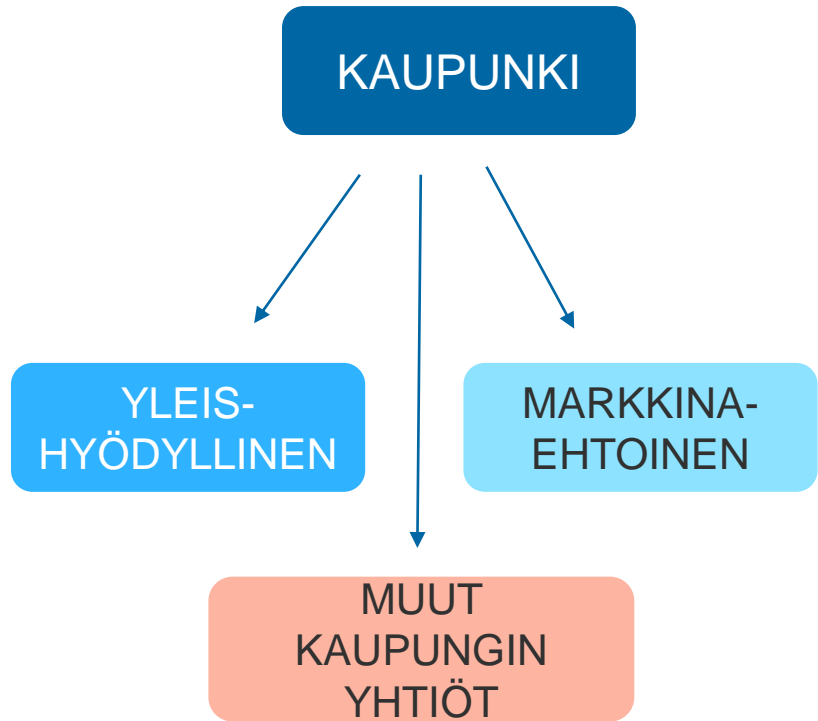 KAUPUNKI
YLEIS-
HYÖDYLLINEN
MARKKINA-
EHTOINEN
MUUT
KAUPUNGIN
YHTIÖT